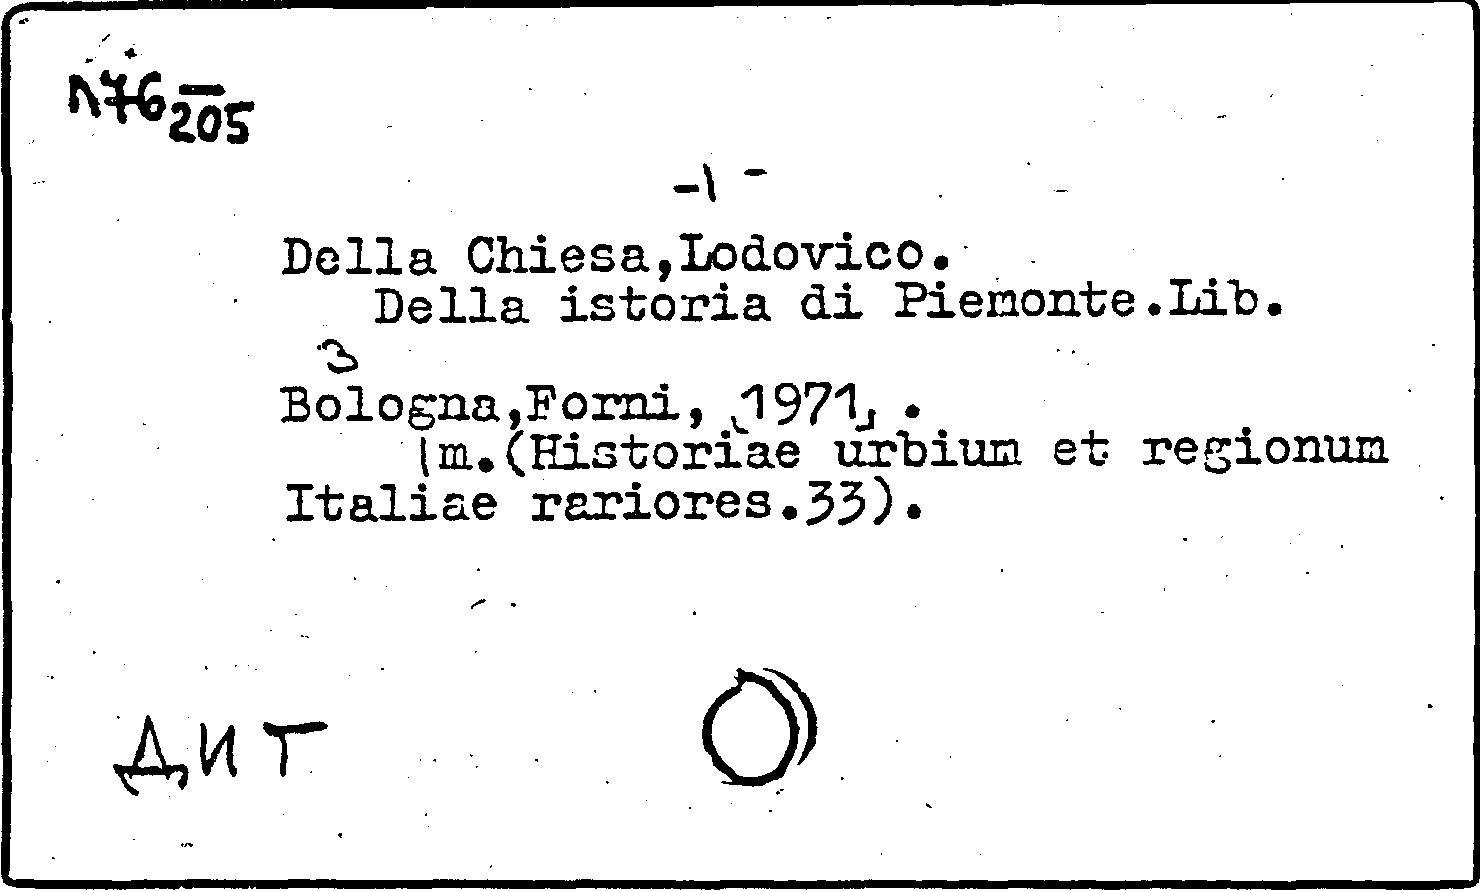 л76 205
-1-
Della Chiesa,Lodovico.
Della istoria di Piemonte.Lib.
3
Bologna,Forni, [1971].
1m.(Historiae urbium et regionum
Italiae rariores.33).
ДИТ